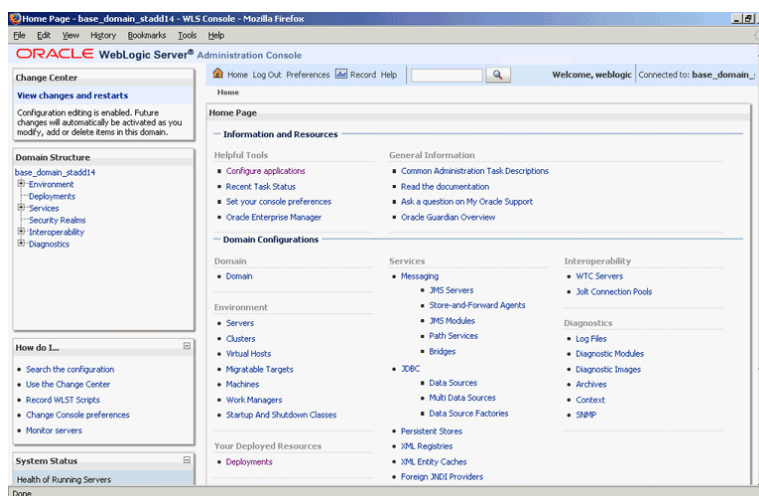 Home Page - base_domain_stadd14 - WLS Console - Mozilla Firefox
File Edit View History Bookmarks Tools Help
ORACLE WebLogic Server® Administration Console
Change Center
View changes and restarts
Configuration editing is enabled. Future
changes will automatically be activated as you
modify, add or delete items in this domain.
Domain Structure
base_domain_stadd14
Environment
Deployments
Services
Security Realms
Interoperability
Diagnostics
How do I...
Search the configuration
Use the Change Center
Record WLST Scripts
Change Console preferences
Monitor servers
System Status
Health of Running Servers
Home Log Out Preferences Record Help
Welcome, weblogic Connected to: base_domain_
Home
Home Page
Information and Resources
Helpful Tools
Configure applications
Recent Task Status
Set your console preferences
Oracle Enterprise Manager
General Information
Common Administration Task Descriptions
Read the documentation
Ask a question on My Oracle Support
Oracle Guardian Overview
Domain Configurations
Domain
Domain
Environment
Servers
Clusters
Virtual Hosts
Migratable Targets
Machines
Work Managers
Startup And Shutdown Classes
Your Deployed Resources
Deployments
Services
Messaging
JMS Servers
Store-and-Forward Agents
JMS Modules
Path Services
Bridges
JDBC
Data Sources
Multi Data Sources
Data Source Factories
Persistent Stores
XML Registries
XML Entity Caches
Foreign JNDI Providers
Interoperability
WTC Servers
Jolt Connection Pools
Diagnostics
Log Files
Diagnostic Modules
Diagnostic Images
Archives
Context
SNMP
Done